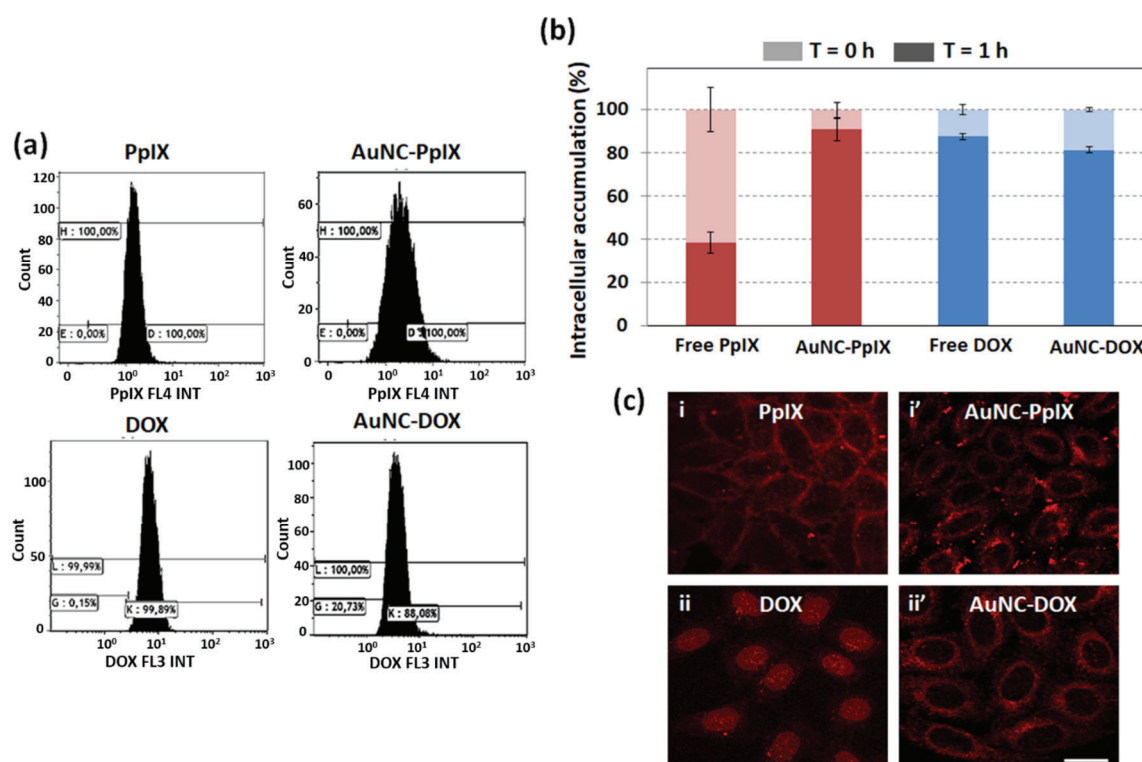 (a)
PpIX
120
100
80
60
40
20
0
Count
H : 100,00%
E : 0,00%
D : 100,00%
0 10⁰ 10¹ 10² 10³
PpIX FL4 INT
AuNC-PpIX
60
40
20
0
Count
H : 100,00%
E : 0,00%
D : 100,00%
0 10⁰ 10¹ 10² 10³
PpIX FL4 INT
DOX
100
50
0
Count
L : 99,99%
G : 0,15%
K : 99,89%
10⁰ 10¹ 10² 10³
DOX FL3 INT
AuNC-DOX
100
80
60
40
20
0
Count
L : 100,00%
G : 20,73%
K : 88,08%
10⁰ 10¹ 10² 10³
DOX FL3 INT
(b)
T = 0 h T = 1 h
Intracellular accumulation (%)
100
80
100
40
20
0
Free PpIX AuNC-PpIX Free DOX AuNC-DOX
(c)
i PpIX
i’ AuNC-PpIX
ii DOX
ii’ AuNC-DOX